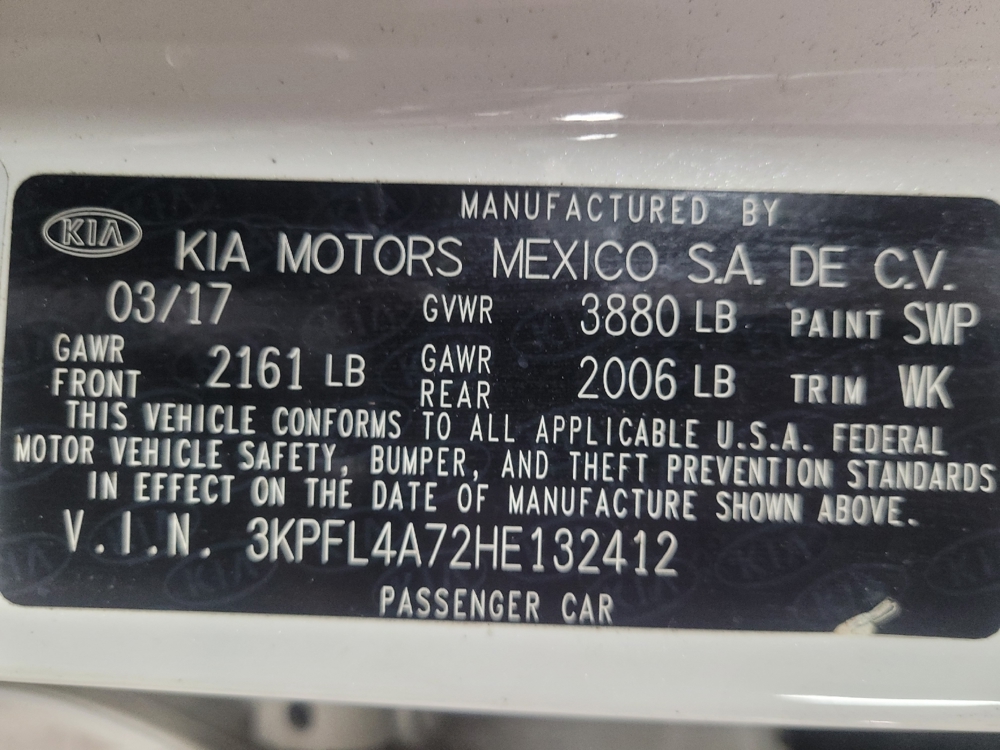 MANUFACTURED BY
KIA KIA MOTORS MEXICO S.A. DE C.V.
03/17 GVWR 3880 LB PAINT SWP
GAWR FRONT 2161 LB GAWR REAR 2006 LB TRIM WK
THIS VEHICLE CONFORMS TO ALL APPLICABLE U.S.A. FEDERAL
MOTOR VEHICLE SAFETY, BUMPER, AND THEFT PREVENTION STANDARDS
IN EFFECT ON THE DATE OF MANUFACTURE SHOWN ABOVE.
V.I.N. 3KPFL4A72HE132412
PASSENGER CAR